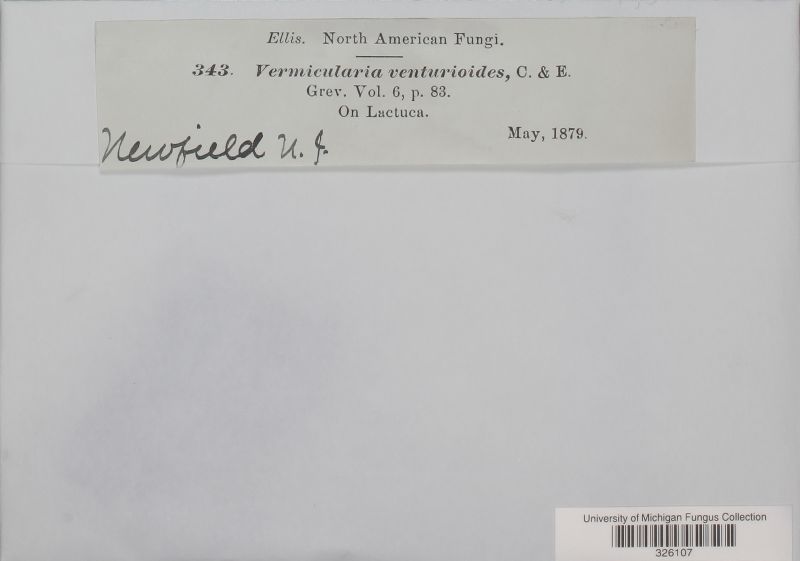 Ellis. North American Fungi.
343. Vermicularia venturioides, C. & E.
Grev. Vol. 6, p. 83.
On Lactuca.
May, 1879.
Newfield N. J.
University of Michigan Fungus Collection
326107